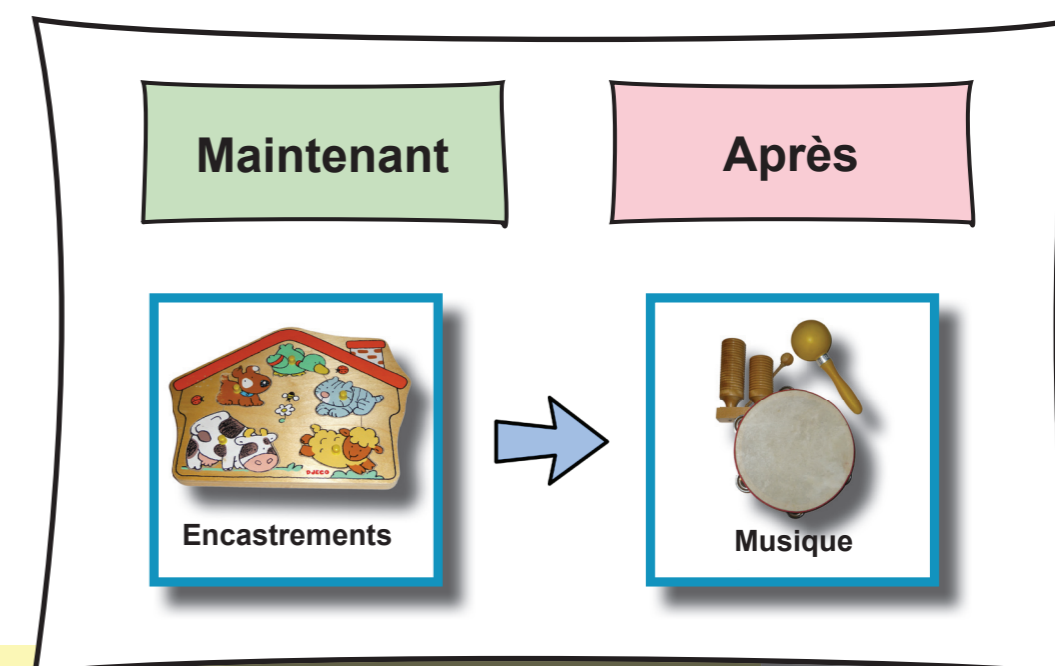 Maintenant
Après
DJECO
Encastrements
Musique